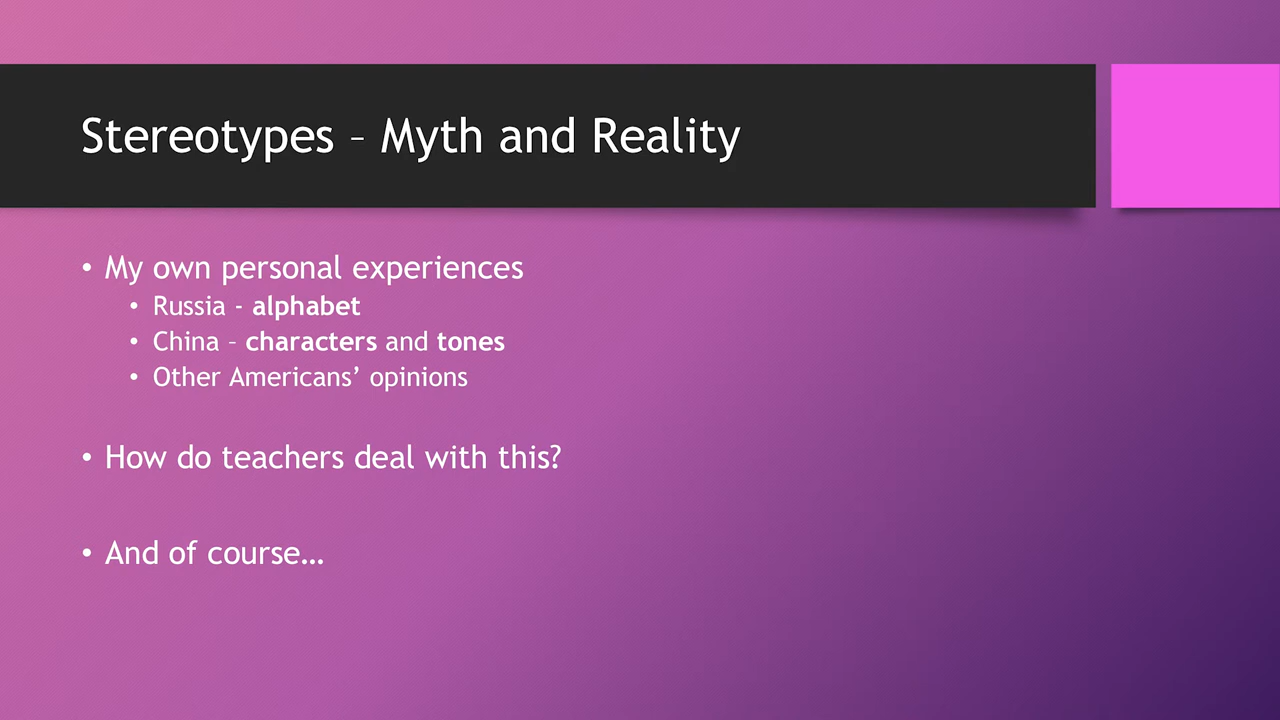 Stereotypes – Myth and Reality
• My own personal experiences
• Russia - alphabet
• China – characters and tones
• Other Americans’ opinions
• How do teachers deal with this?
• And of course…